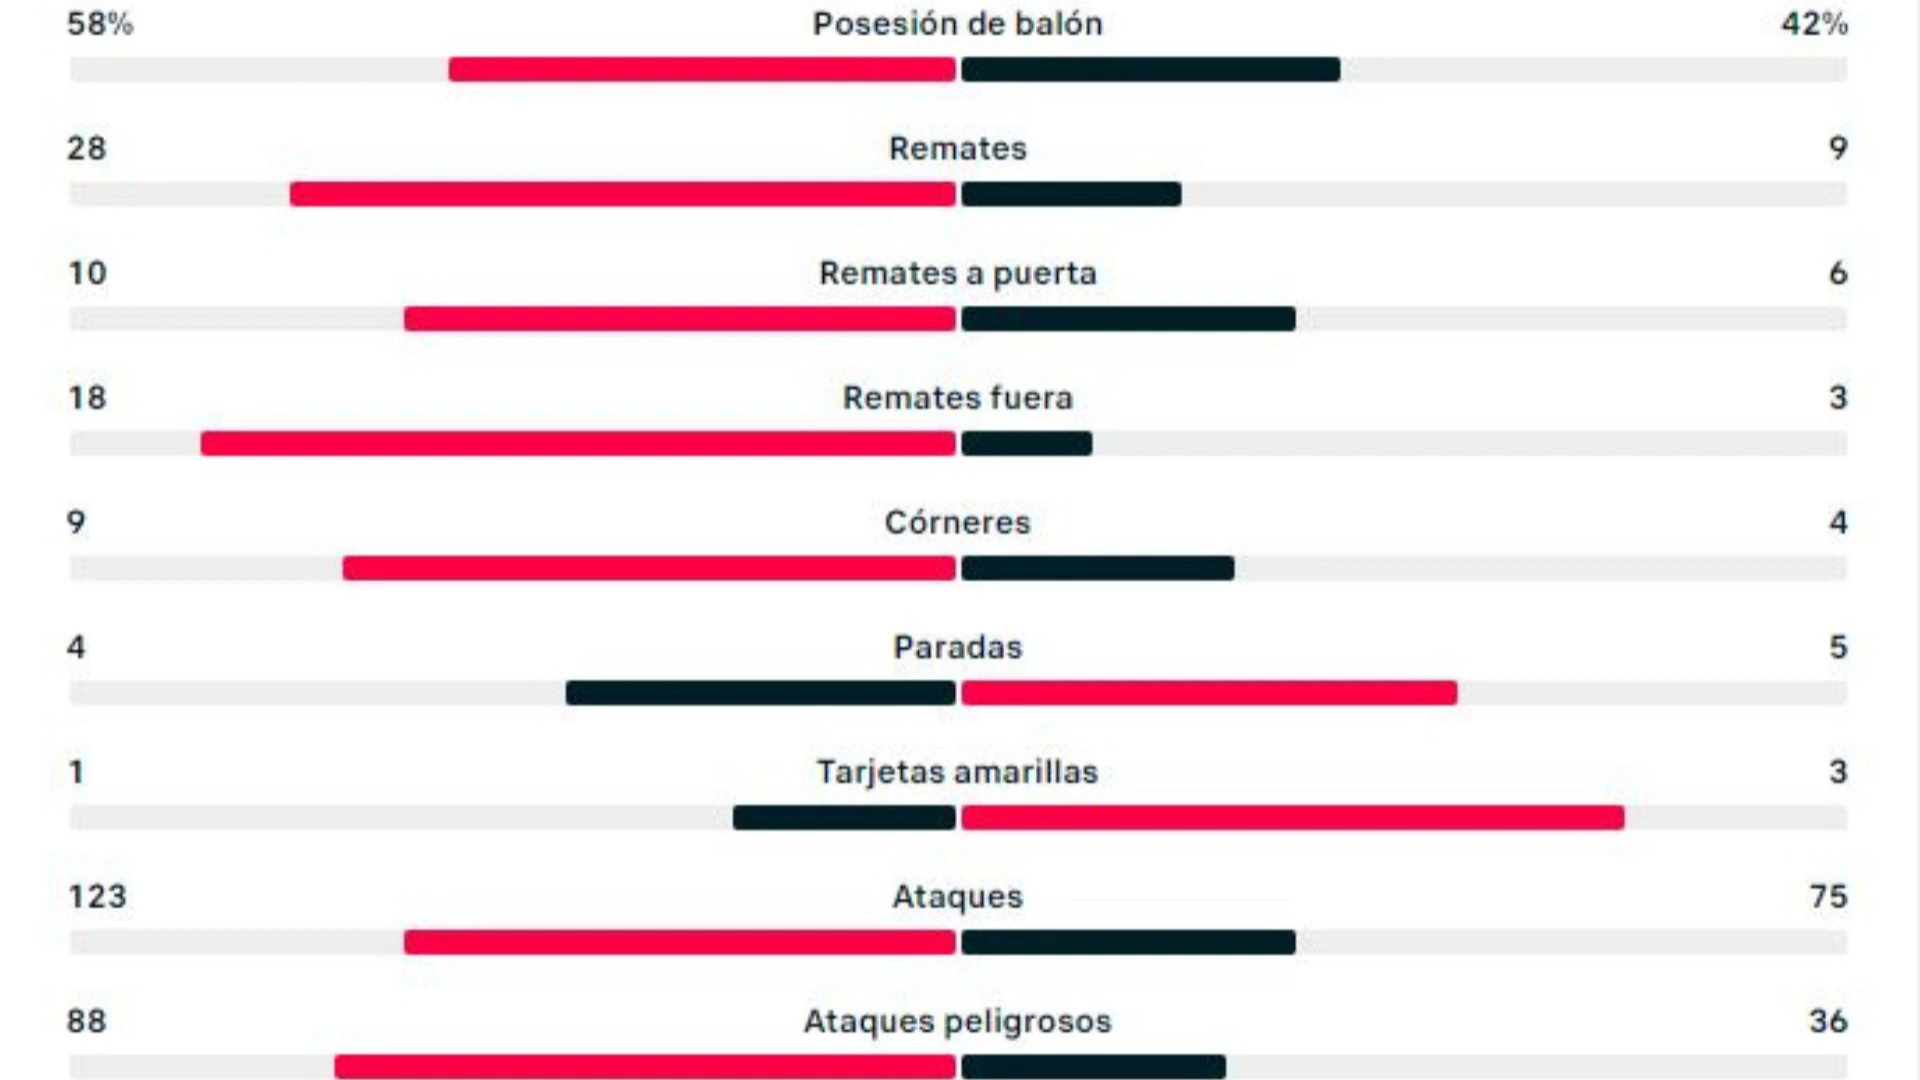 58% Posesión de balón 42%
28 Remates 9
10 Remates a puerta 6
18 Remates fuera 3
9 Córneres 4
4 Paradas 5
1 Tarjetas amarillas 3
123 Ataques 75
88 Ataques peligrosos 36